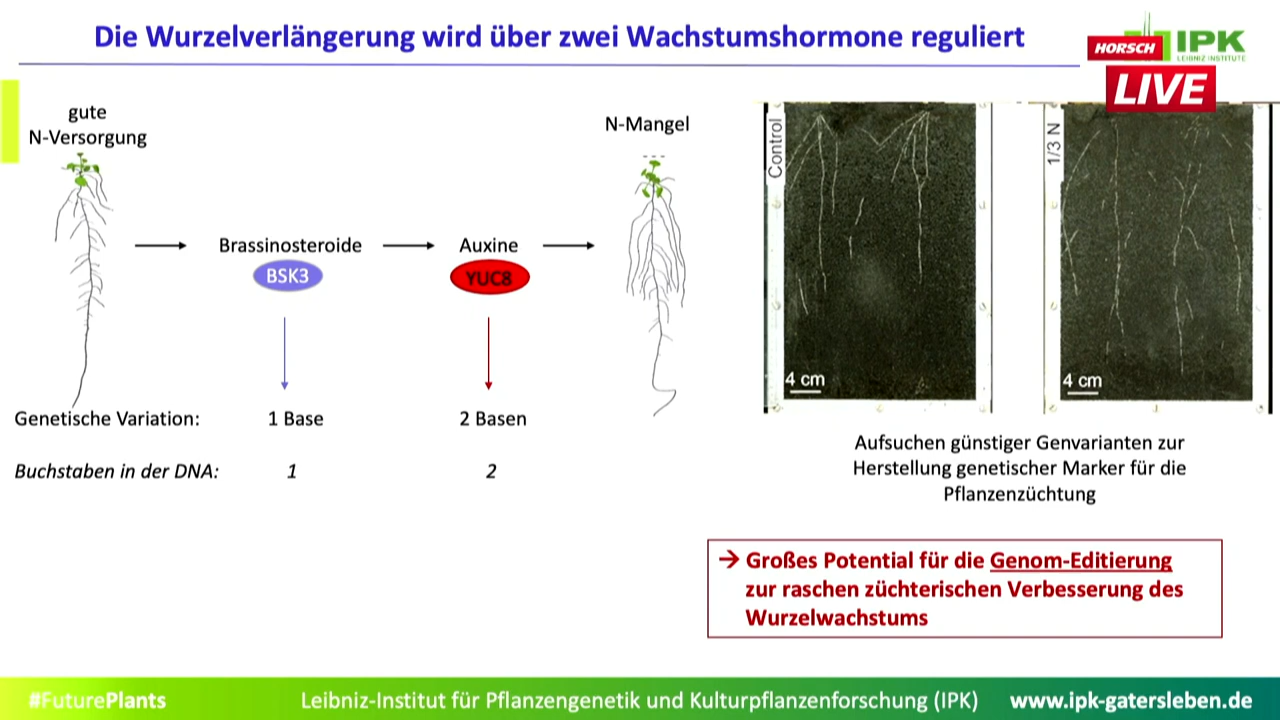 Die Wurzelverlängerung wird über zwei Wachstumshormone reguliert
HORSCH
LIVE
IPK
LEIBNIZ INSTITUTE
gute
N-Versorgung
N-Mangel
Brassinosteroide
BSK3
Auxine
YUC8
Genetische Variation:
1 Base
2 Basen
Buchstaben in der DNA:
1
2
Control
4 cm
1/3 N
4 cm
Aufsuchen günstiger Genvarianten zur
Herstellung genetischer Marker für die
Pflanzenzüchtung
→ Großes Potential für die Genom-Editierung
zur raschen züchterischen Verbesserung des
Wurzelwachstums
#FuturePlants
Leibniz-Institut für Pflanzengenetik und Kulturpflanzenforschung (IPK)
www.ipk-gatersleben.de